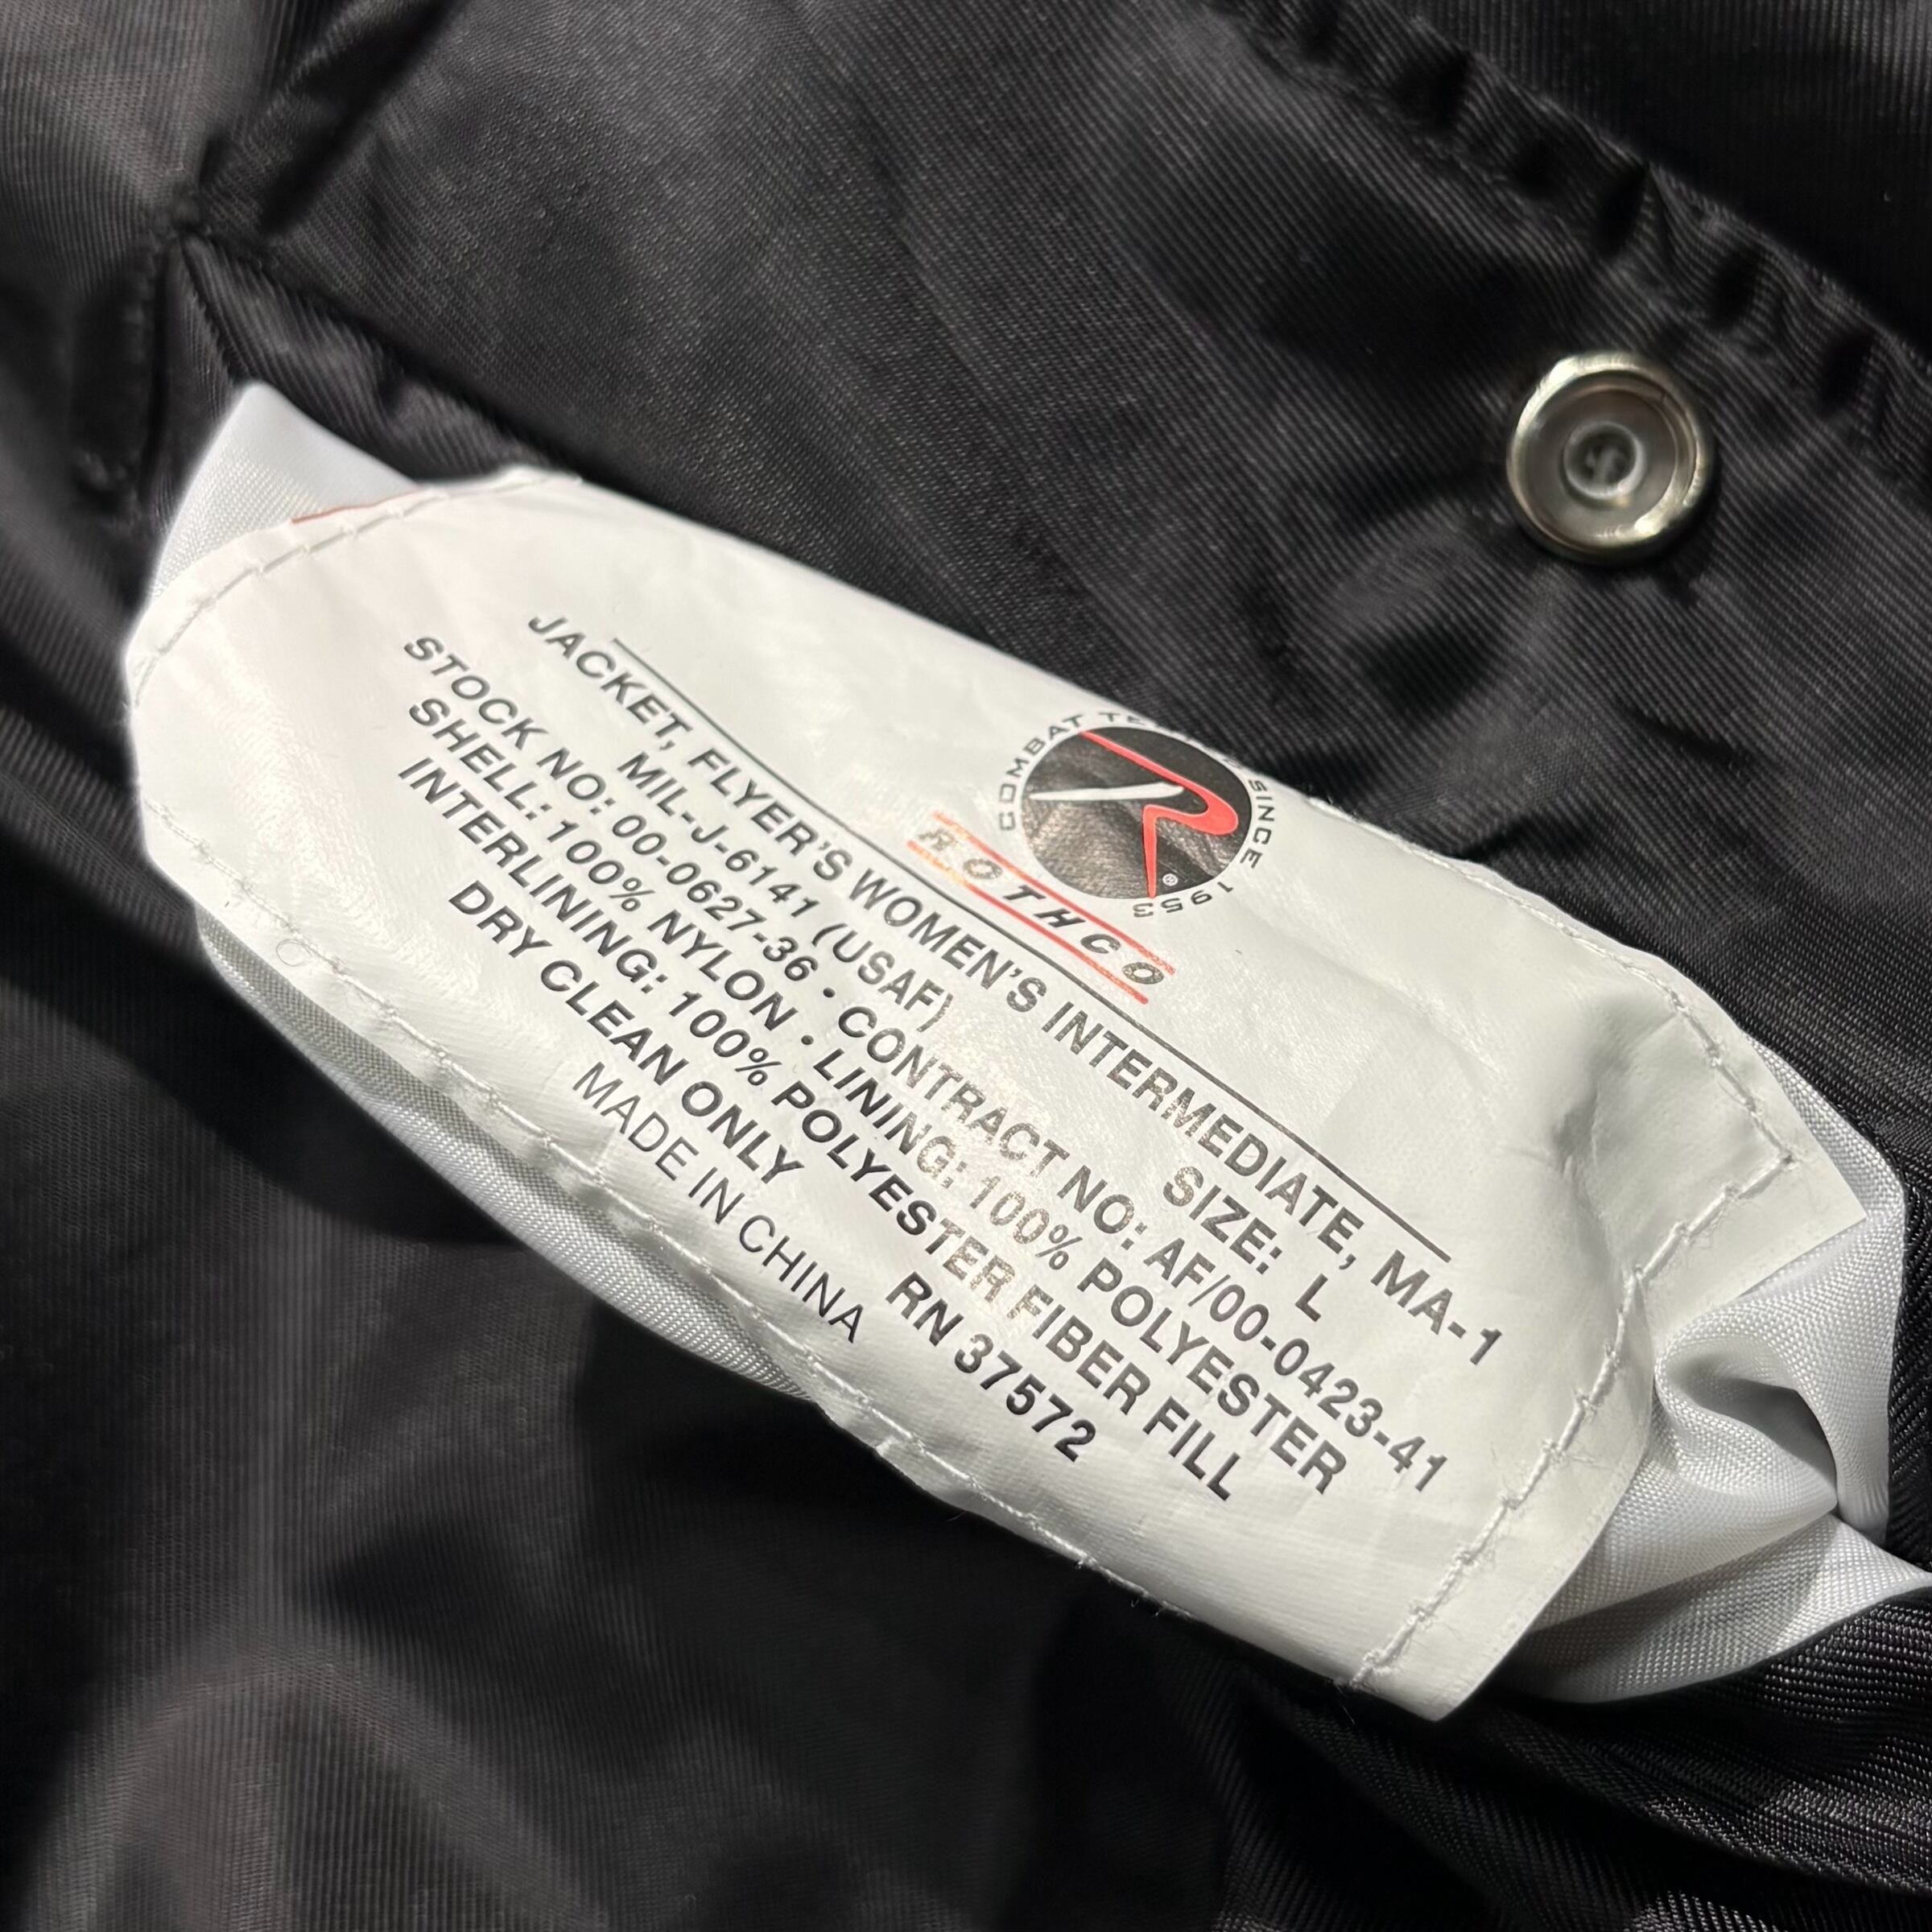 COMBAT SINCE 1953
R®
ROTHCO
JACKET, FLYER'S WOMEN'S INTERMEDIATE, MA-1
MIL-J-6141 (USAF) SIZE: L
STOCK NO: 00-0627-36 • CONTRACT NO: AF/00-0423-41
SHELL: 100% NYLON • LINING: 100% POLYESTER
INTERLINING: 100% POLYESTER FIBER FILL
DRY CLEAN ONLY RN 37572
MADE IN CHINA